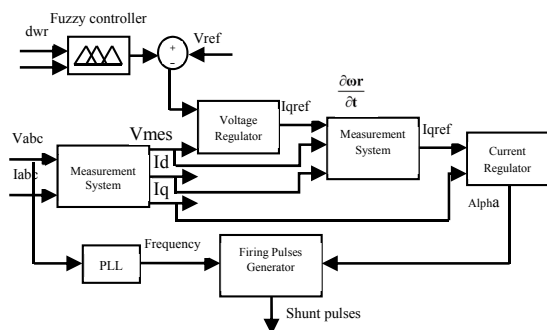 Fuzzy controller
dwr
+
−
Vref
∂ωr
∂t
Voltage
Regulator
Iqref
Measurement
System
Iqref
Current
Regulator
Vabc
Iabc
Measurement
System
Vmes
Id
Iq
Alpha
PLL
Frequency
Firing Pulses
Generator
Shunt pulses